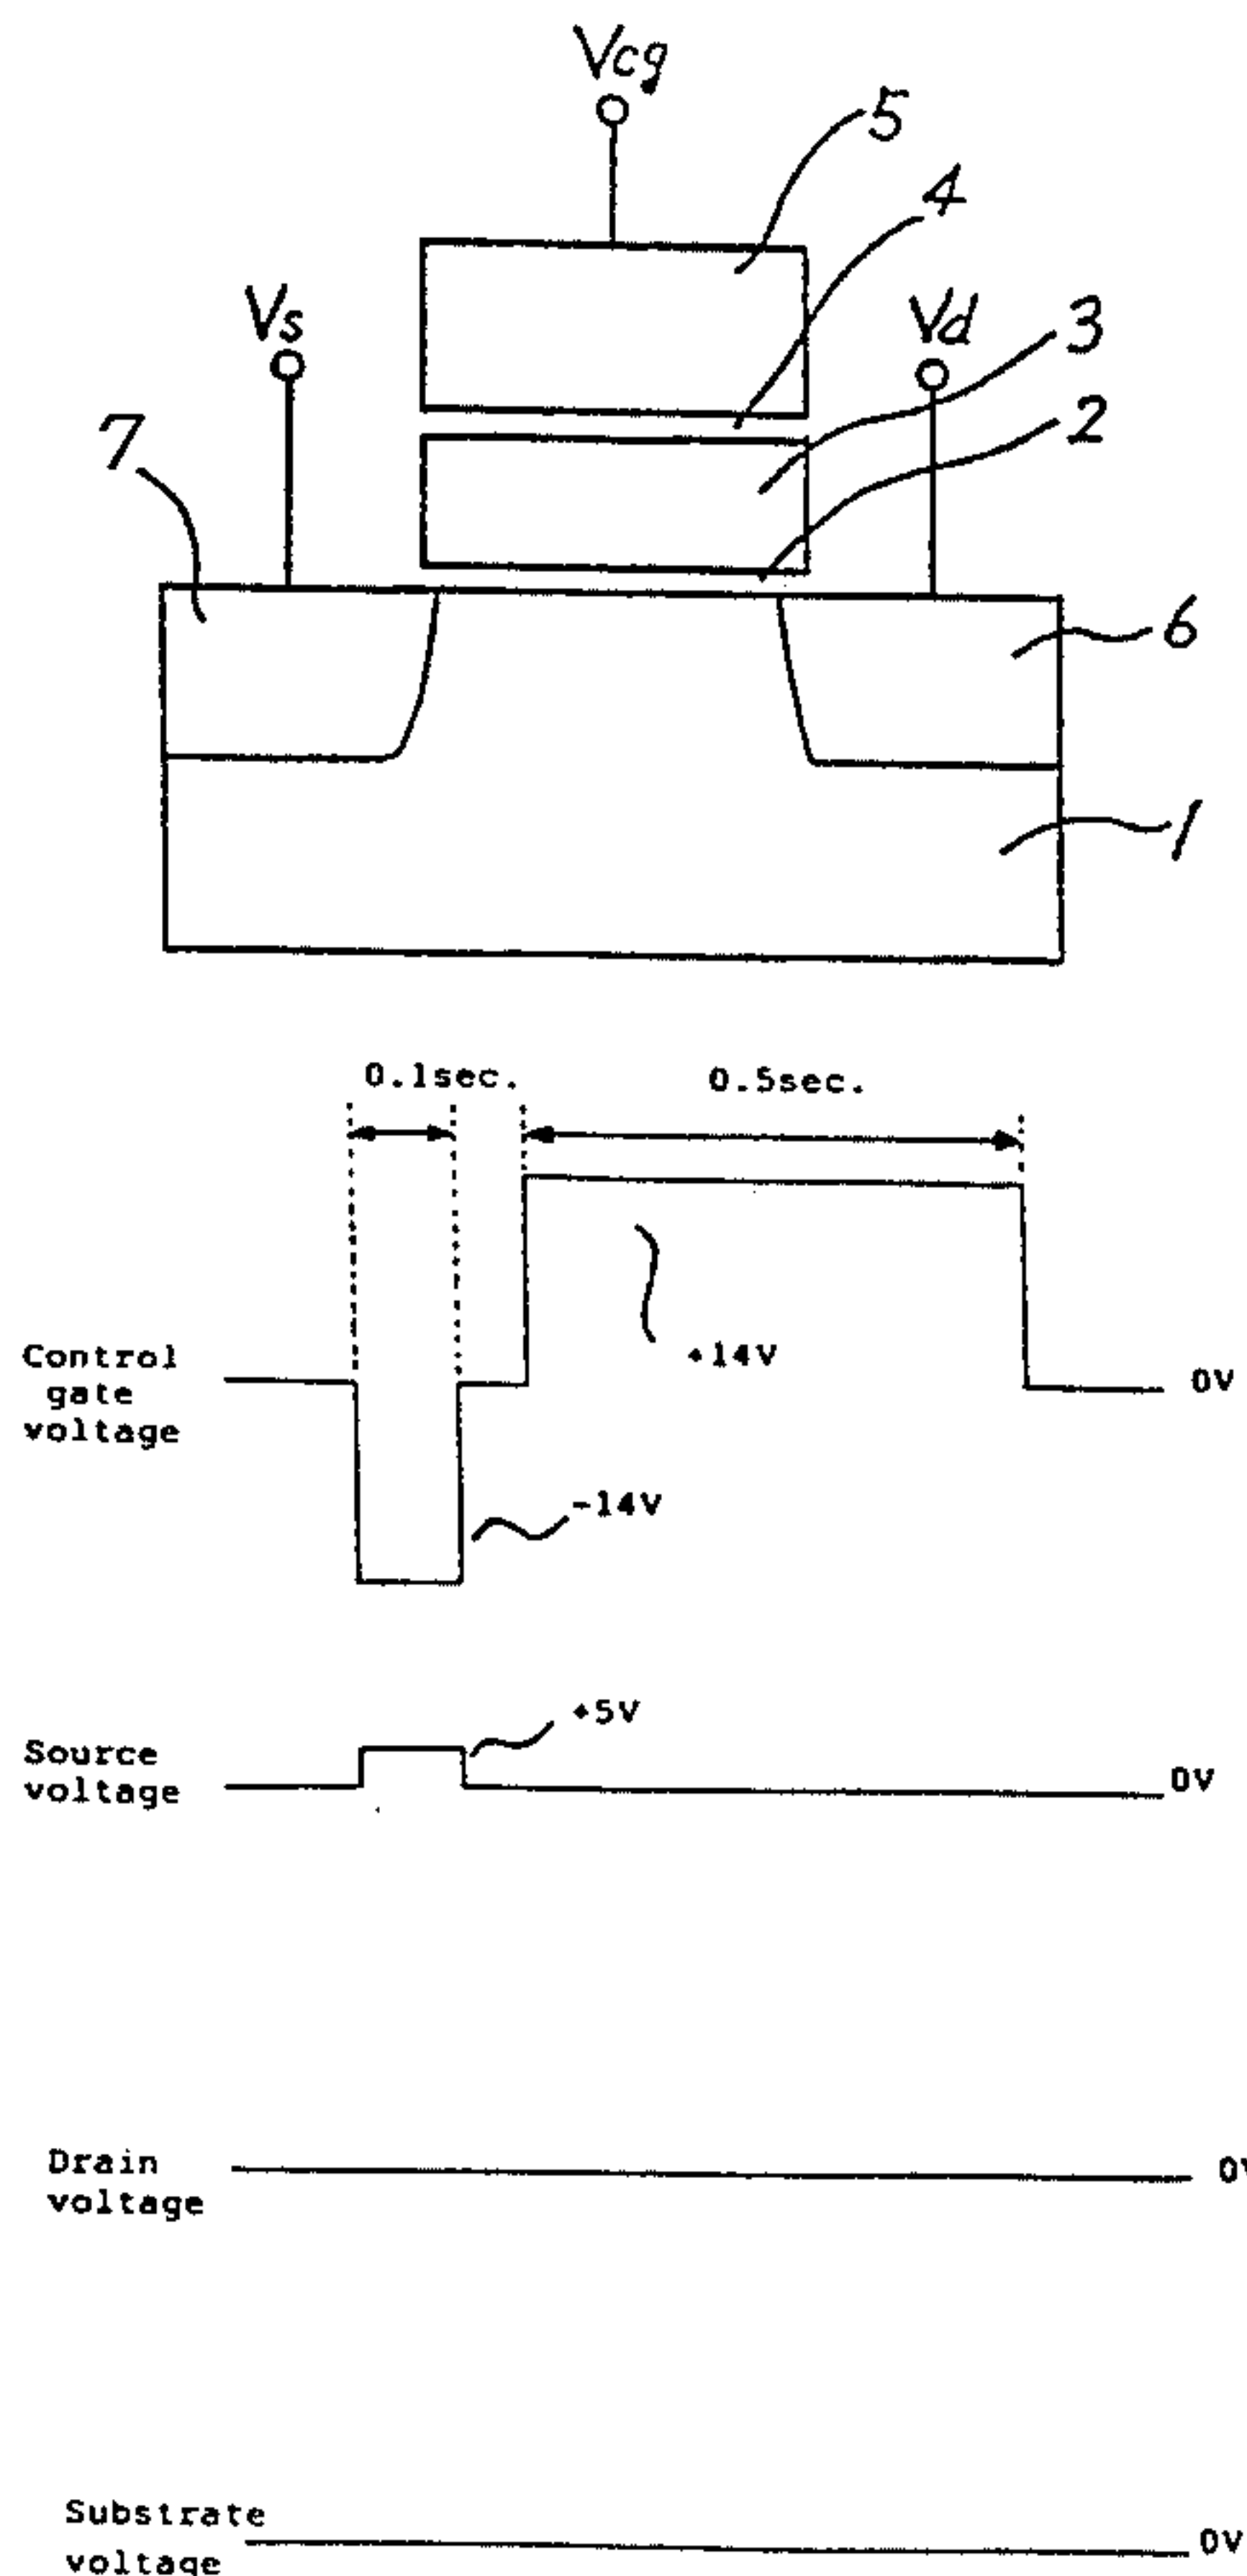 Vcg
5
4
Vs
Vd
3
7
2
6
1
0.1sec.
0.5sec.
+14V
Control
gate
voltage
0V
-14V
+5V
Source
voltage
0V
Drain
voltage
0V
Substrate
voltage
0V